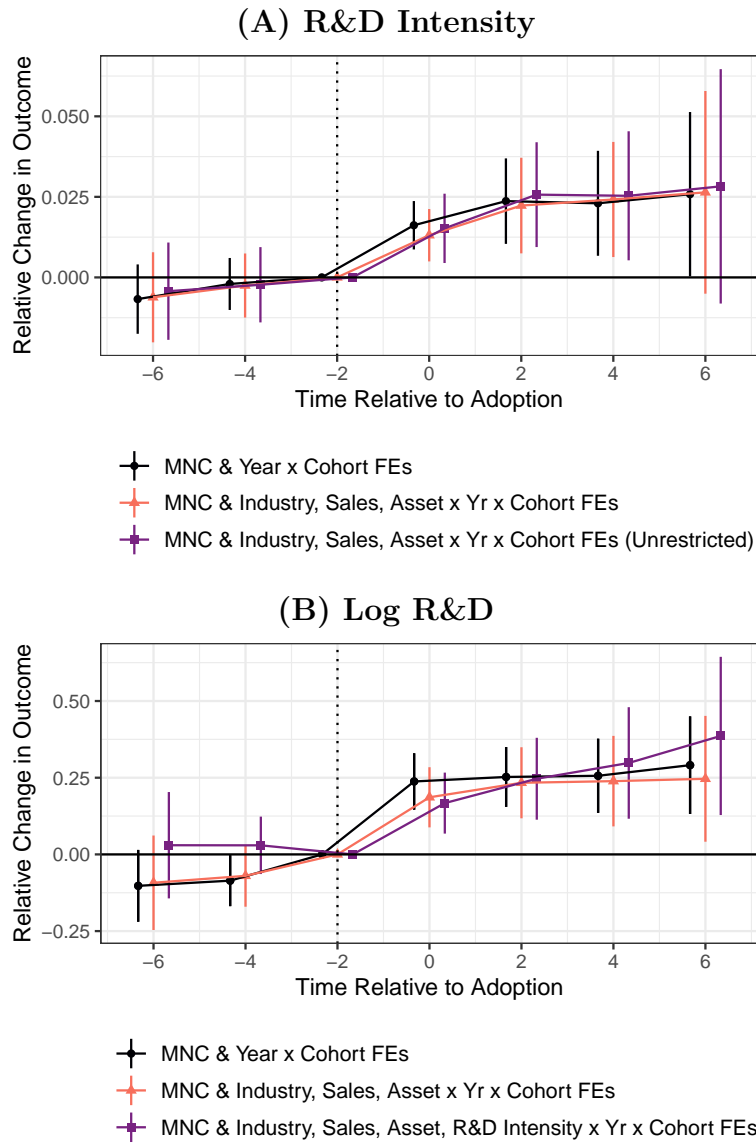 (A) R&D Intensity
Relative Change in Outcome
0.050
0.025
0.000
−6 −4 −2 0 2 4 6
Time Relative to Adoption
MNC & Year x Cohort FEs
MNC & Industry, Sales, Asset x Yr x Cohort FEs
MNC & Industry, Sales, Asset x Yr x Cohort FEs (Unrestricted)
(B) Log R&D
Relative Change in Outcome
0.50
0.25
0.00
−0.25
−6 −4 −2 0 2 4 6
Time Relative to Adoption
MNC & Year x Cohort FEs
MNC & Industry, Sales, Asset x Yr x Cohort FEs
MNC & Industry, Sales, Asset, R&D Intensity x Yr x Cohort FEs